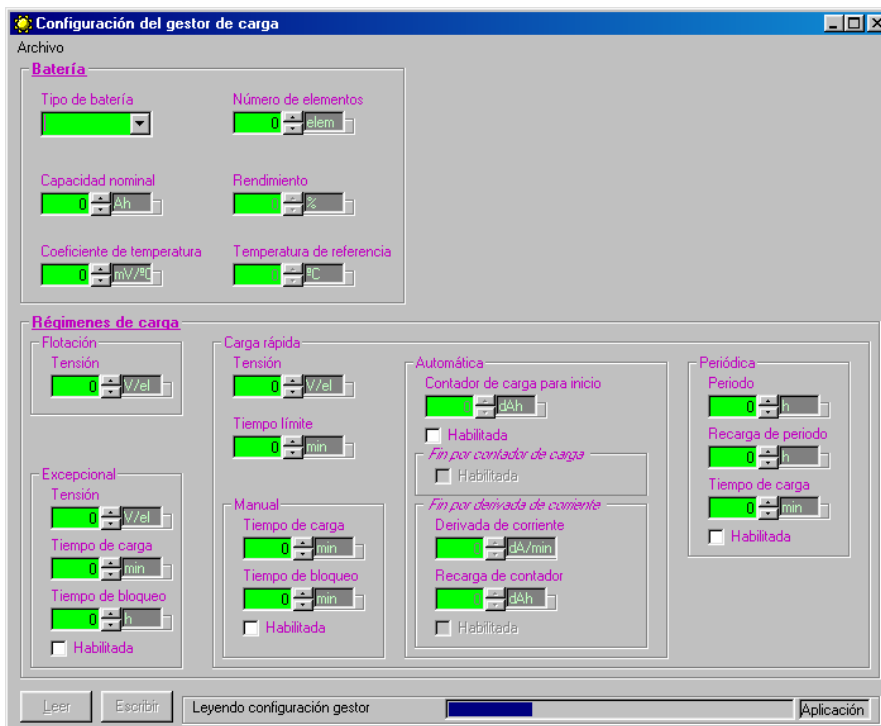 Configuración del gestor de carga
Archivo
Batería
Tipo de batería
Número de elementos
0 elem
Capacidad nominal
Rendimiento
0 Ah
0 %
Coeficiente de temperatura
Temperatura de referencia
0 mV/ºC
0 ºC
Régimenes de carga
Flotación
Tensión
0 V/el
Excepcional
Tensión
0 V/el
Tiempo de carga
0 min
Tiempo de bloqueo
0 h
Habilitada
Carga rápida
Tensión
0 V/el
Tiempo límite
0 min
Manual
Tiempo de carga
0 min
Tiempo de bloqueo
0 min
Habilitada
Automática
Contador de carga para inicio
0 dAh
Habilitada
Fin por contador de carga
Habilitada
Fin por derivada de corriente
Derivada de corriente
0 dA/min
Recarga de contador
0 dAh
Habilitada
Periódica
Periodo
0 h
Recarga de periodo
0 h
Tiempo de carga
0 min
Habilitada
Leer
Escribir
Leyendo configuración gestor
Aplicación